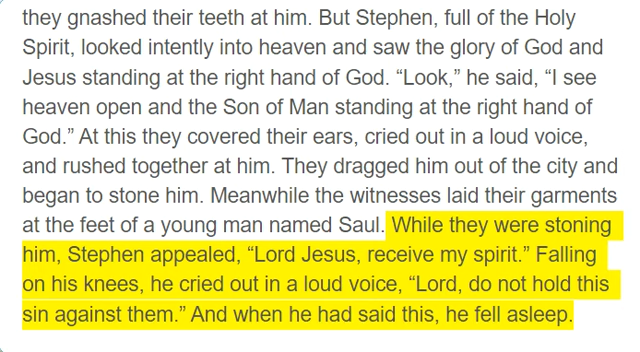 they gnashed their teeth at him. But Stephen, full of the Holy
Spirit, looked intently into heaven and saw the glory of God and
Jesus standing at the right hand of God. “Look,” he said, “I see
heaven open and the Son of Man standing at the right hand of
God.” At this they covered their ears, cried out in a loud voice,
and rushed together at him. They dragged him out of the city and
began to stone him. Meanwhile the witnesses laid their garments
at the feet of a young man named Saul. While they were stoning
him, Stephen appealed, “Lord Jesus, receive my spirit.” Falling
on his knees, he cried out in a loud voice, “Lord, do not hold this
sin against them.” And when he had said this, he fell asleep.